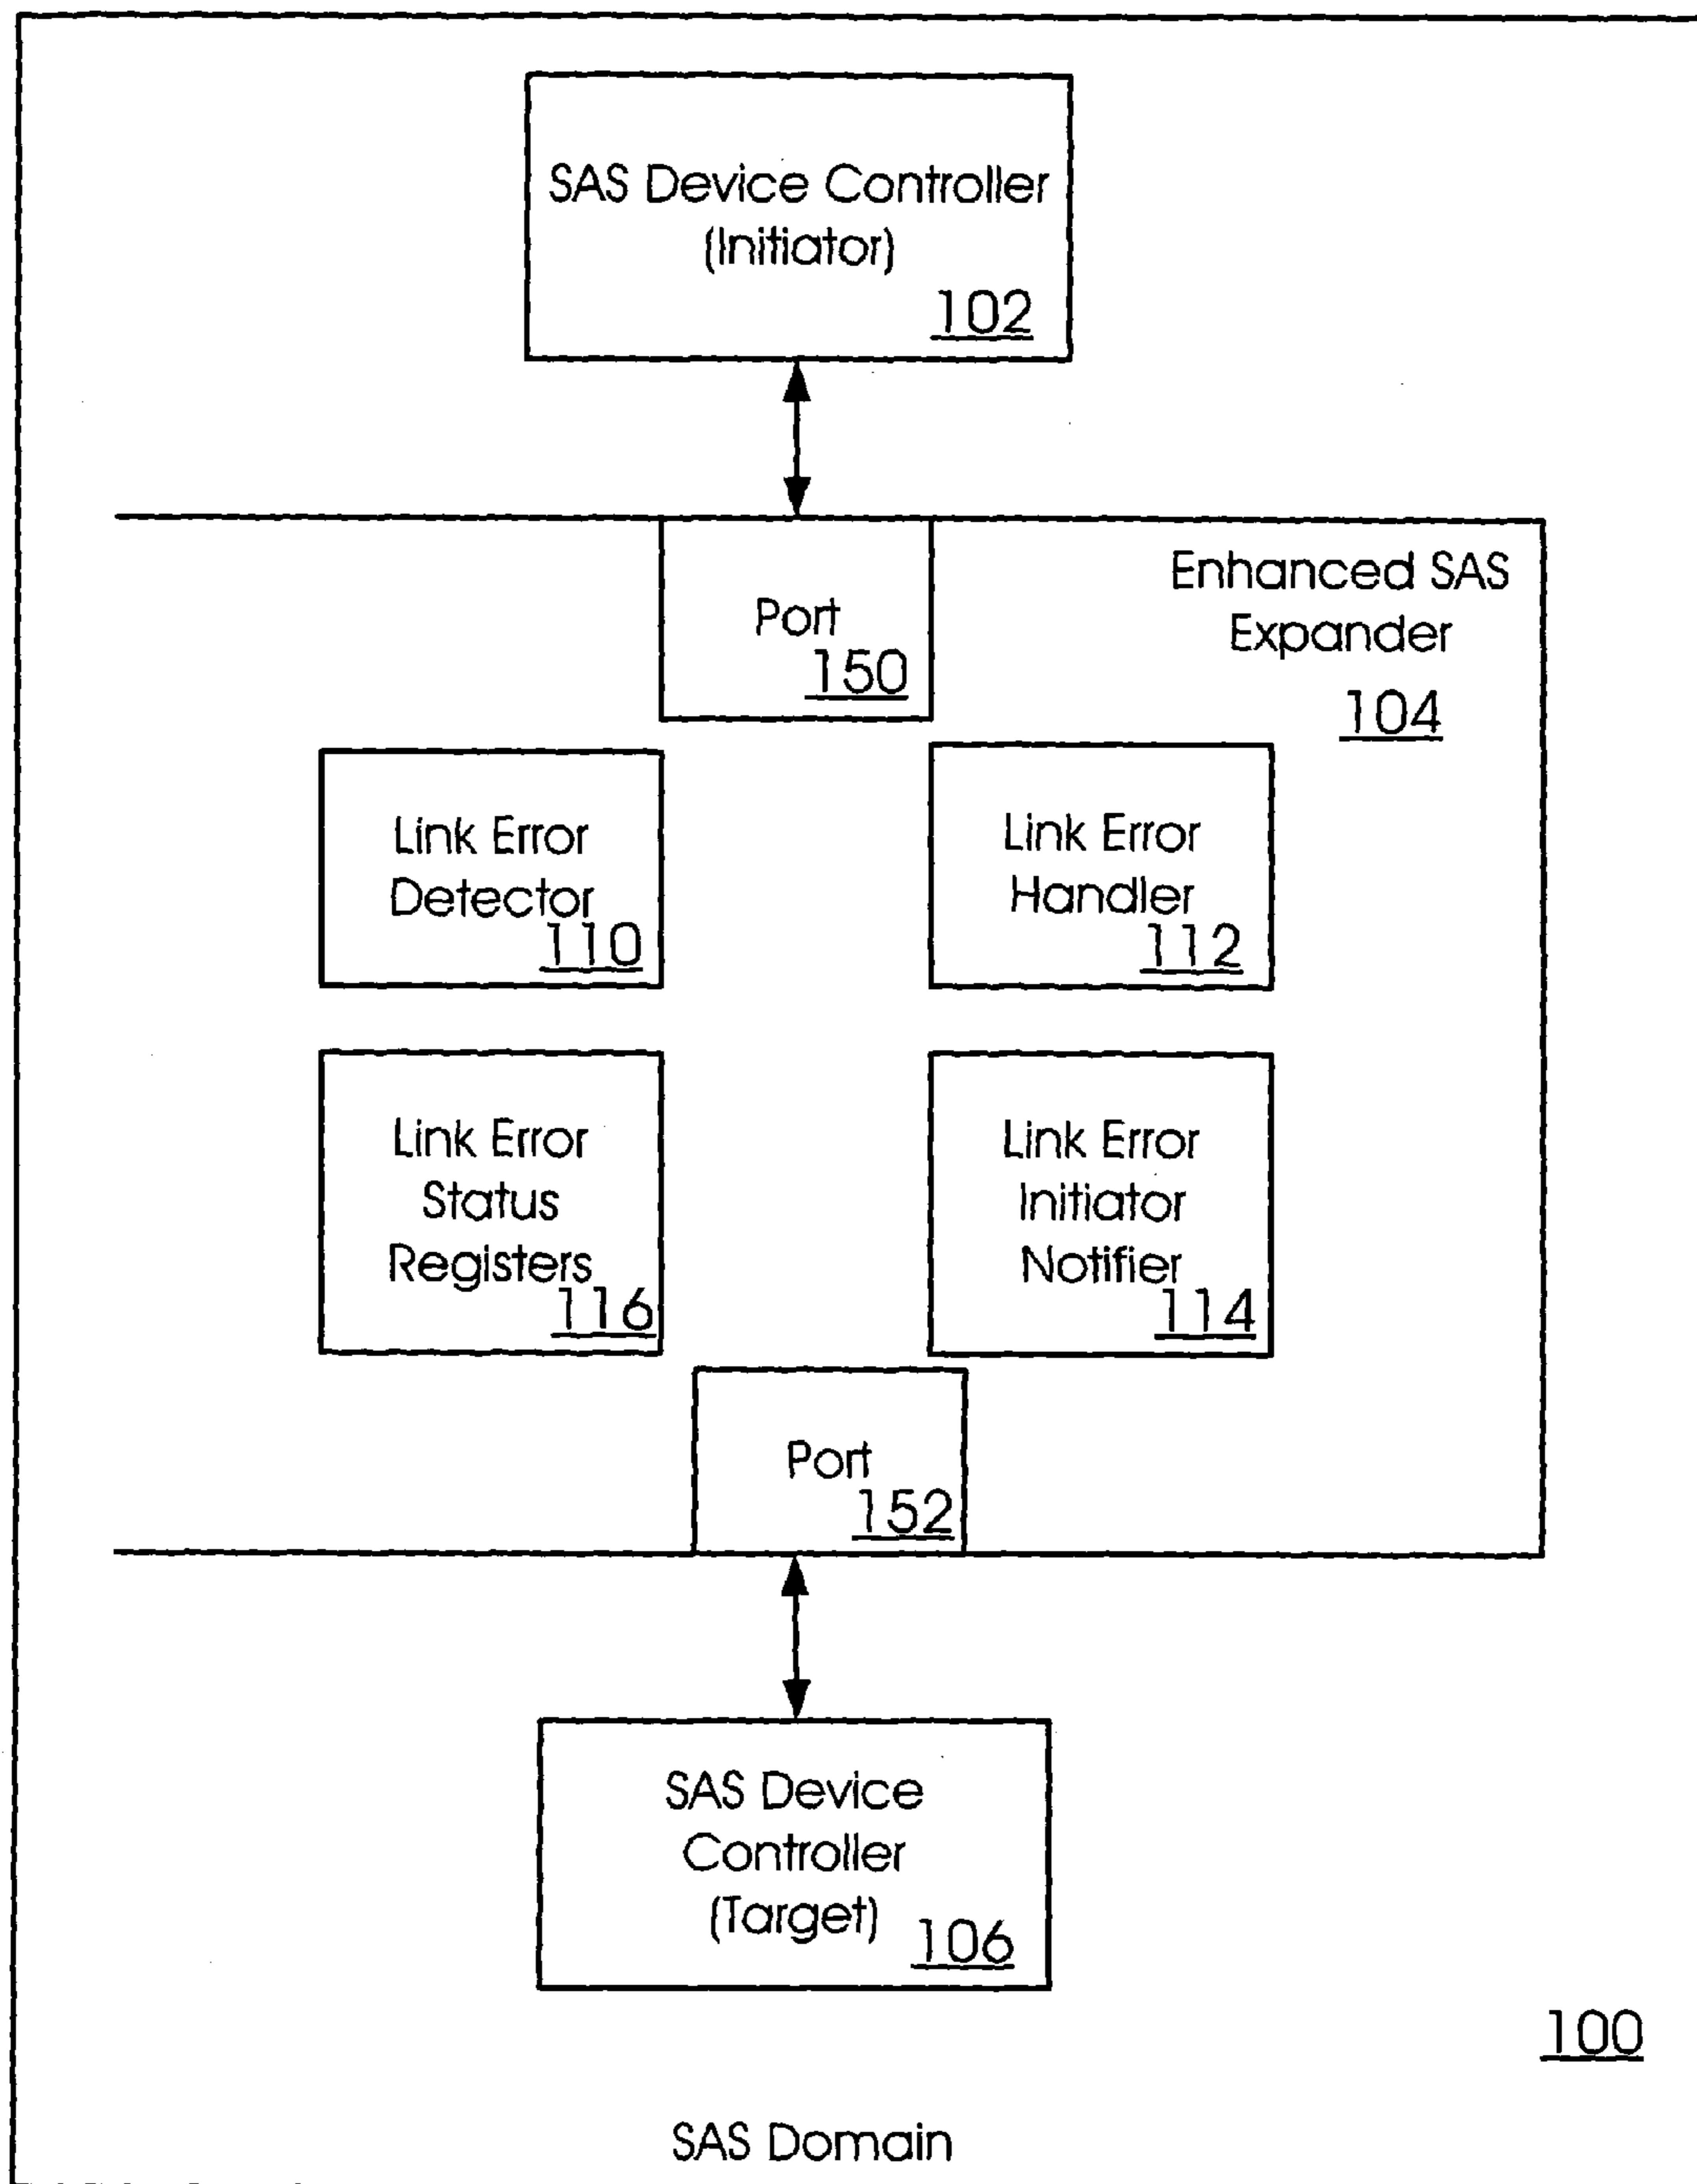 SAS Device Controller
(Initiator)
102
Port
150
Enhanced SAS
Expander
104
Link Error
Detector
110
Link Error
Handler
112
Link Error
Status
Registers
116
Link Error
Initiator
Notifier
114
Port
152
SAS Device
Controller
(Target)
106
100
SAS Domain